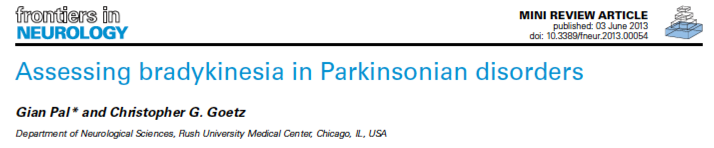 frontiers in
NEUROLOGY
MINI REVIEW ARTICLE
published: 03 June 2013
doi: 10.3389/fneur.2013.00054
Assessing bradykinesia in Parkinsonian disorders
Gian Pal* and Christopher G. Goetz
Department of Neurological Sciences, Rush University Medical Center, Chicago, IL, USA